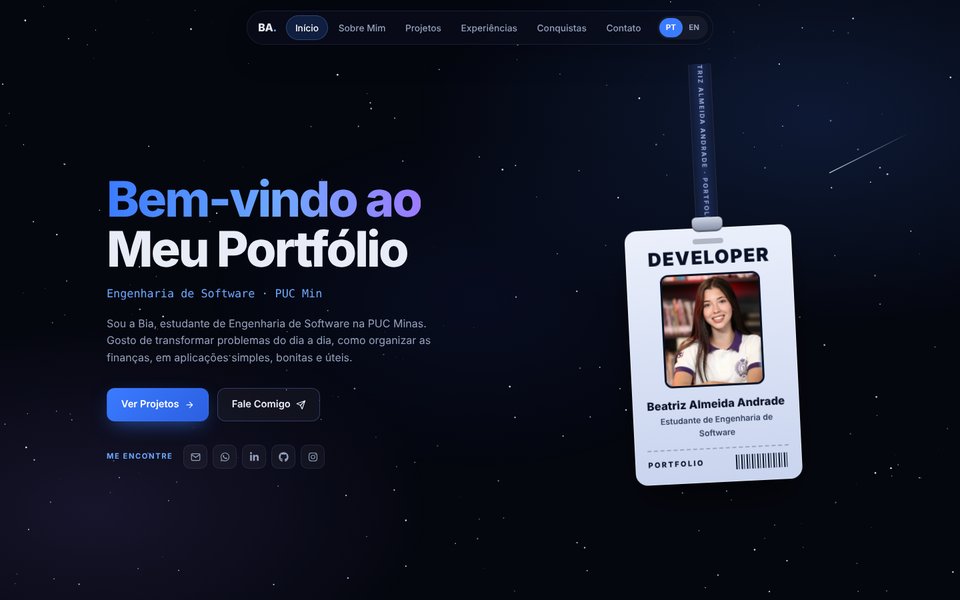 BA.
Início
Sobre Mim
Projetos
Experiências
Conquistas
Contato
PT
EN
Bem-vindo ao
Meu Portfólio
Engenharia de Software · PUC Min
Sou a Bia, estudante de Engenharia de Software na PUC Minas.
Gosto de transformar problemas do dia a dia, como organizar as
finanças, em aplicações simples, bonitas e úteis.
Ver Projetos
Fale Comigo
ME ENCONTRE
TRIZ ALMEIDA ANDRADE · PORTFOL
DEVELOPER
Beatriz Almeida Andrade
Estudante de Engenharia de
Software
PORTFOLIO